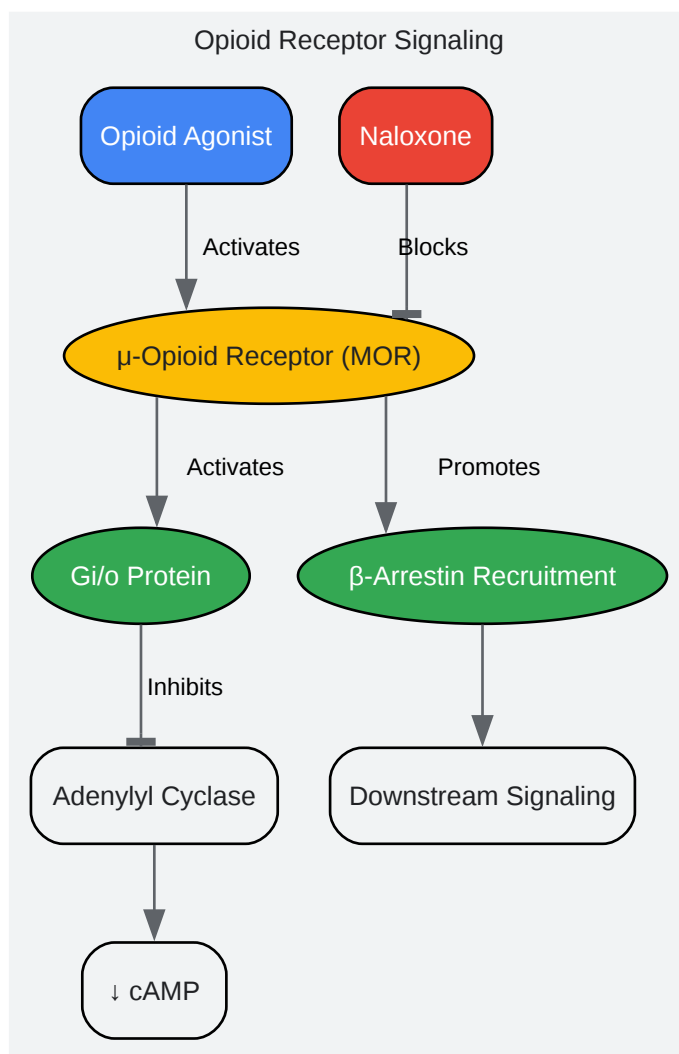 Opioid Receptor Signaling
Opioid Agonist
Naloxone
Activates
Blocks
μ-Opioid Receptor (MOR)
Activates
Promotes
Gi/o Protein
β-Arrestin Recruitment
Inhibits
Adenylyl Cyclase
Downstream Signaling
↓ cAMP